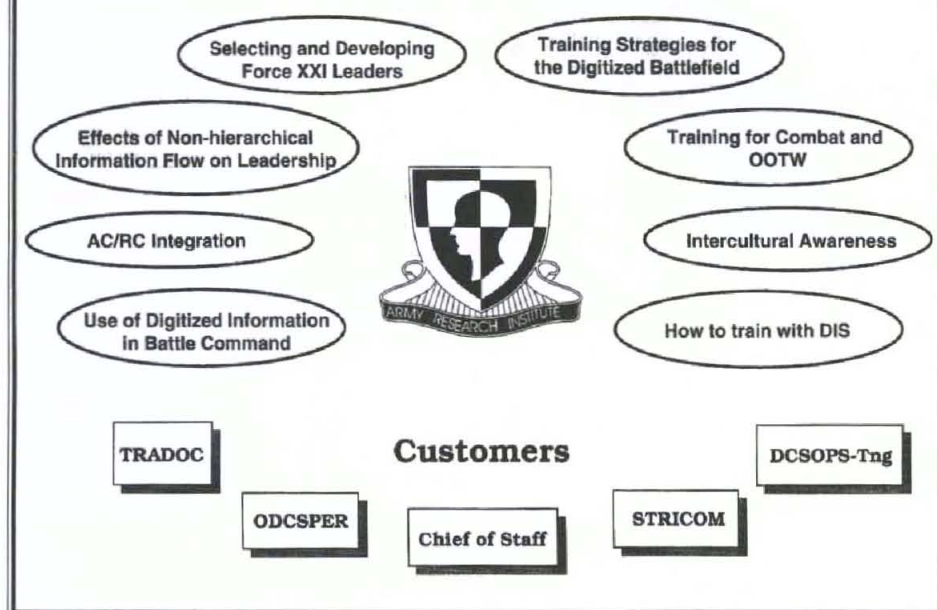 Selecting and Developing
Force XXI Leaders
Training Strategies for
the Digitized Battlefield
Effects of Non-hierarchical
Information Flow on Leadership
Training for Combat and
OOTW
AC/RC Integration
Intercultural Awareness
Use of Digitized Information
in Battle Command
How to train with DIS
ARMY RESEARCH INSTITUTE
Customers
TRADOC
DCSOPS-Tng
ODCSPER
STRICOM
Chief of Staff